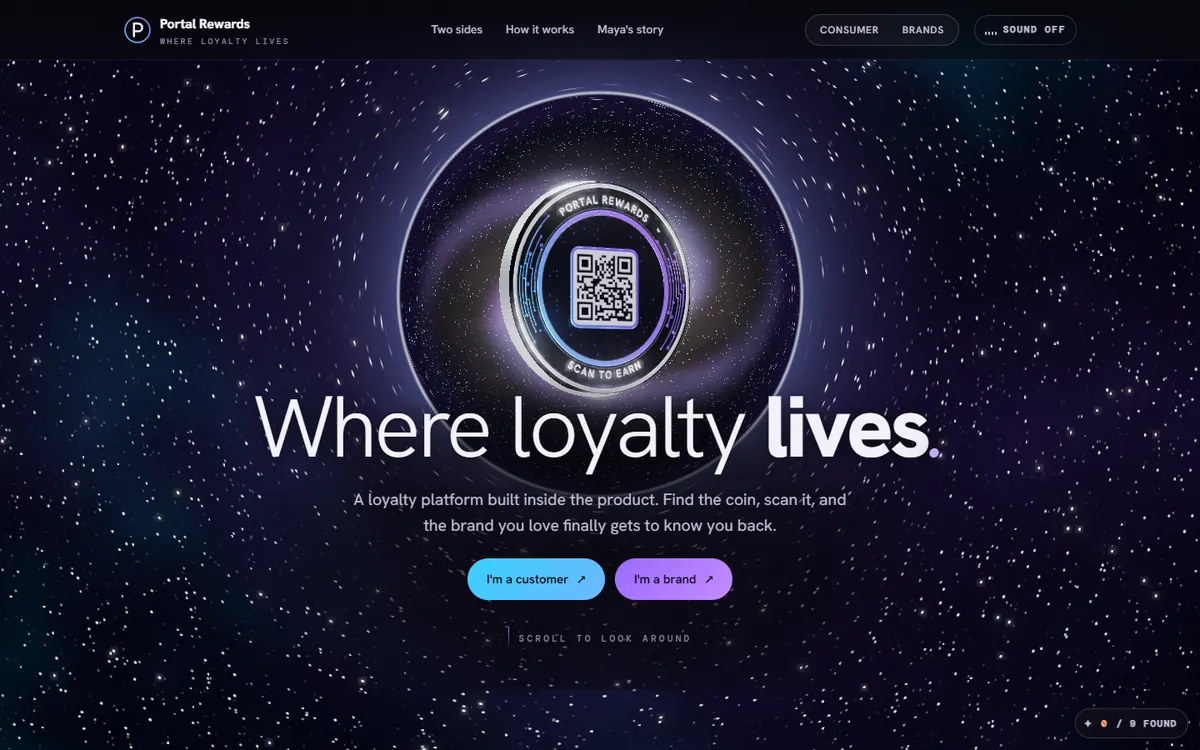 Portal Rewards
WHERE LOYALTY LIVES
Two sides
How it works
Maya's story
CONSUMER
BRANDS
SOUND OFF
PORTAL REWARDS
SCAN TO EARN
Where loyalty lives.
A loyalty platform built inside the product. Find the coin, scan it, and
the brand you love finally gets to know you back.
I'm a customer ↗
I'm a brand ↗
SCROLL TO LOOK AROUND
✦ 0 / 9 FOUND